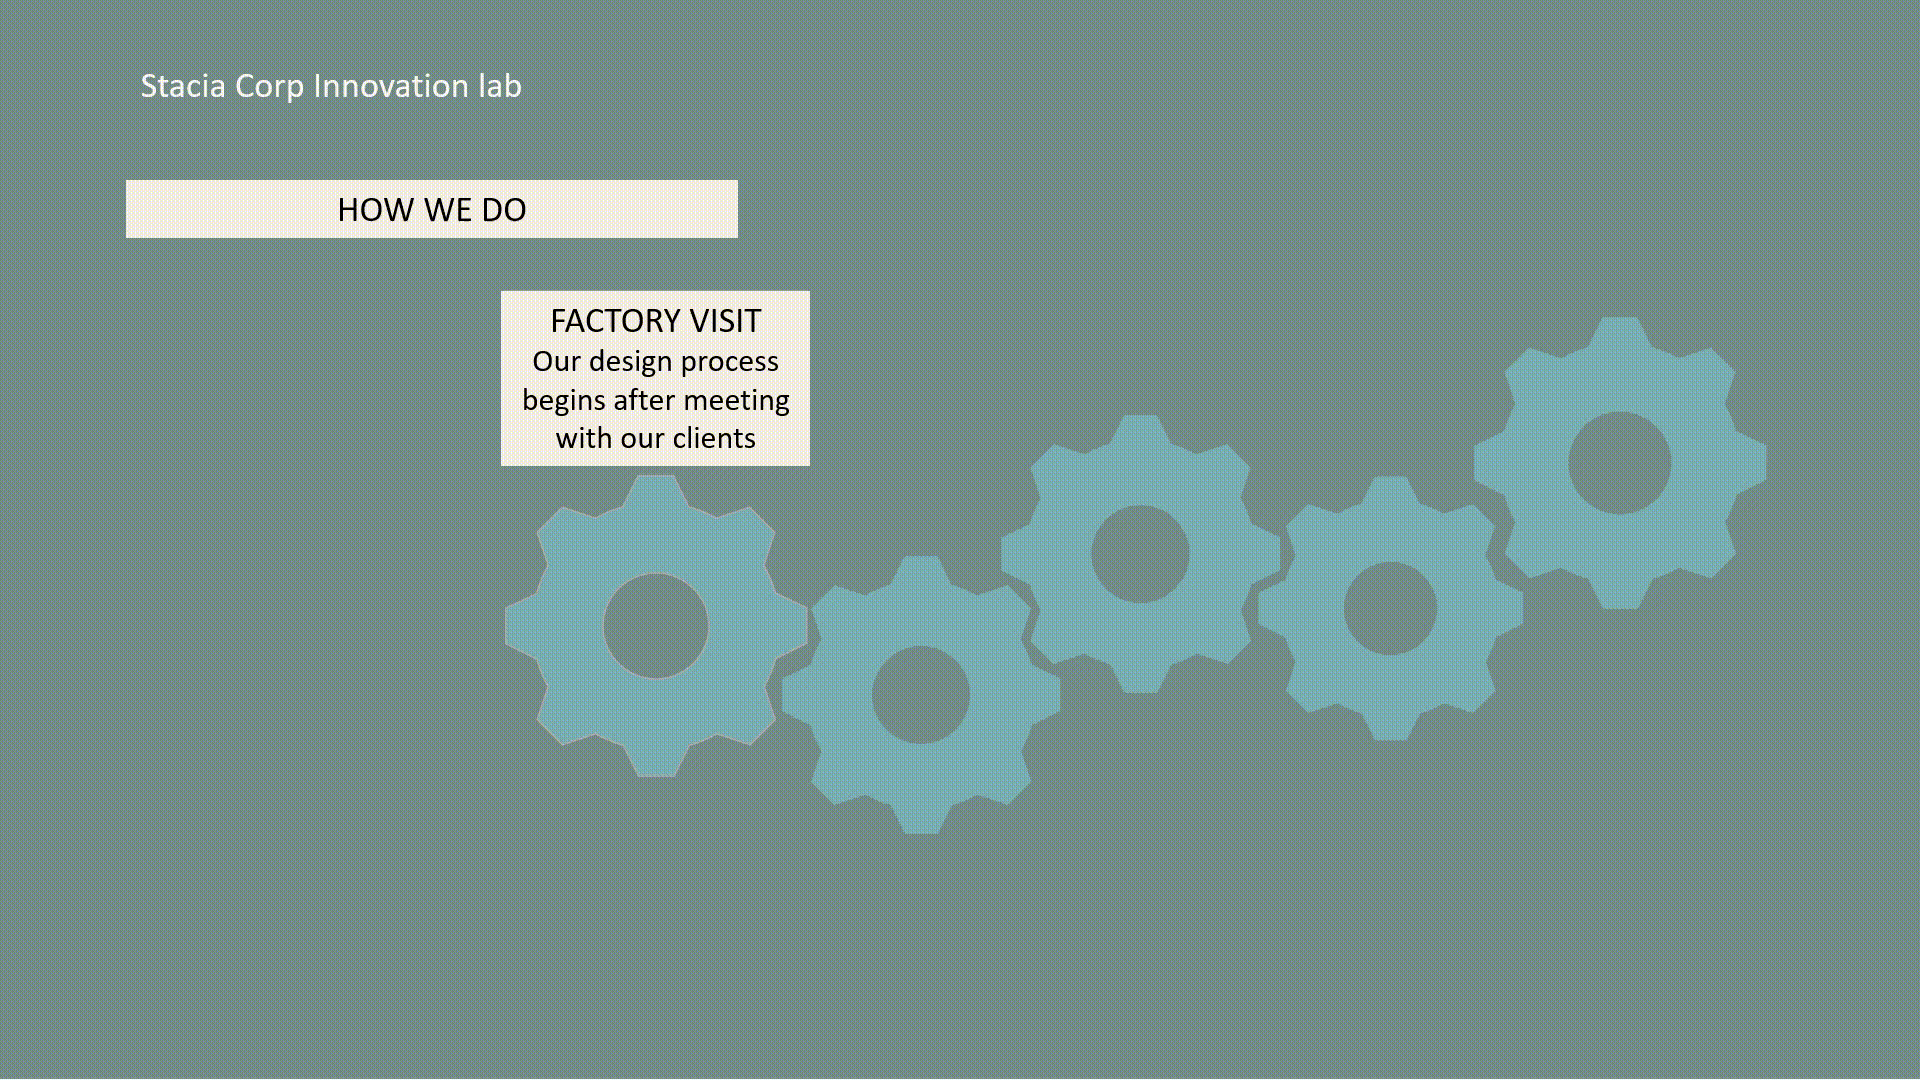 Stacia Corp Innovation lab
HOW WE DO
FACTORY VISIT
Our design process
begins after meeting
with our clients